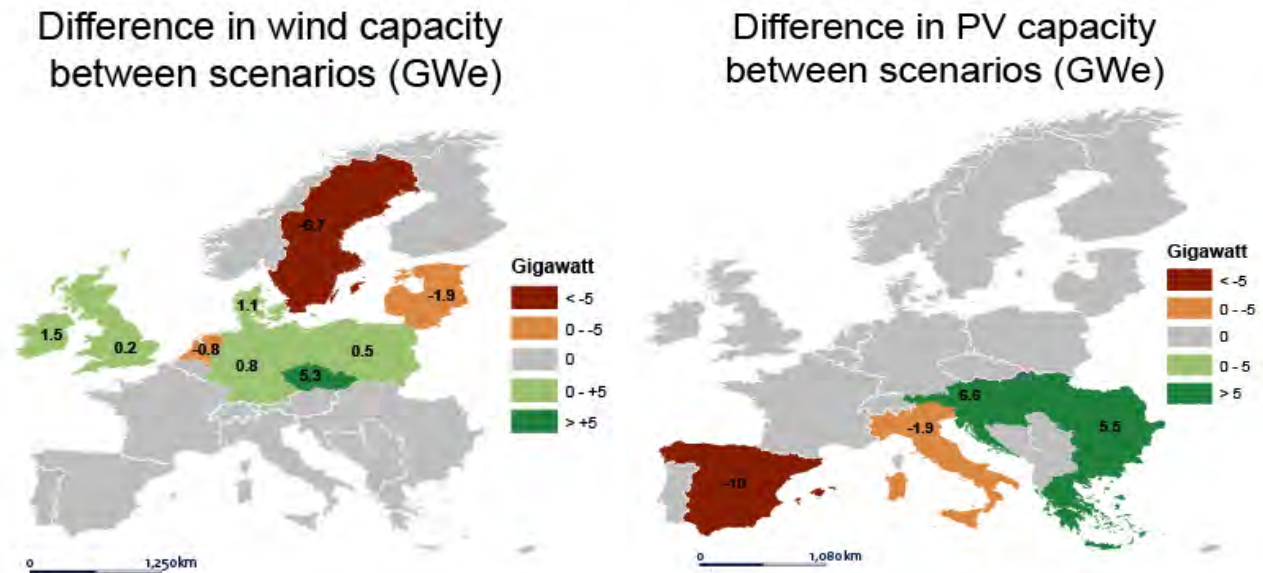 Difference in wind capacity
between scenarios (GWe)
-6.7
-1.9
1.1
1.5
0.2
-0.8
0.8
0.5
5,3
Gigawatt
< -5
0 - -5
0
0 - +5
> +5
0 1,250km
Difference in PV capacity
between scenarios (GWe)
6.6
-1.9
5.5
-10
Gigawatt
< -5
0 - -5
0
0 - 5
> 5
0 1,080km